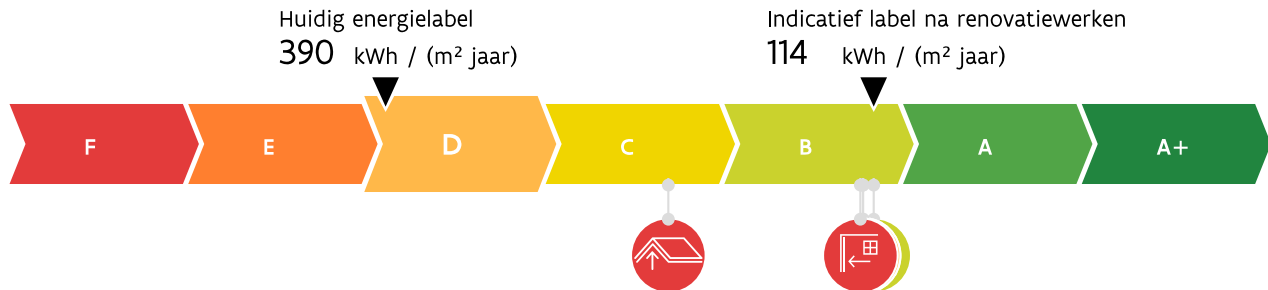 Huidig energielabel
390 kWh / (m² jaar)
Indicatief label na renovatiewerken
114 kWh / (m² jaar)
F E D C B A A+